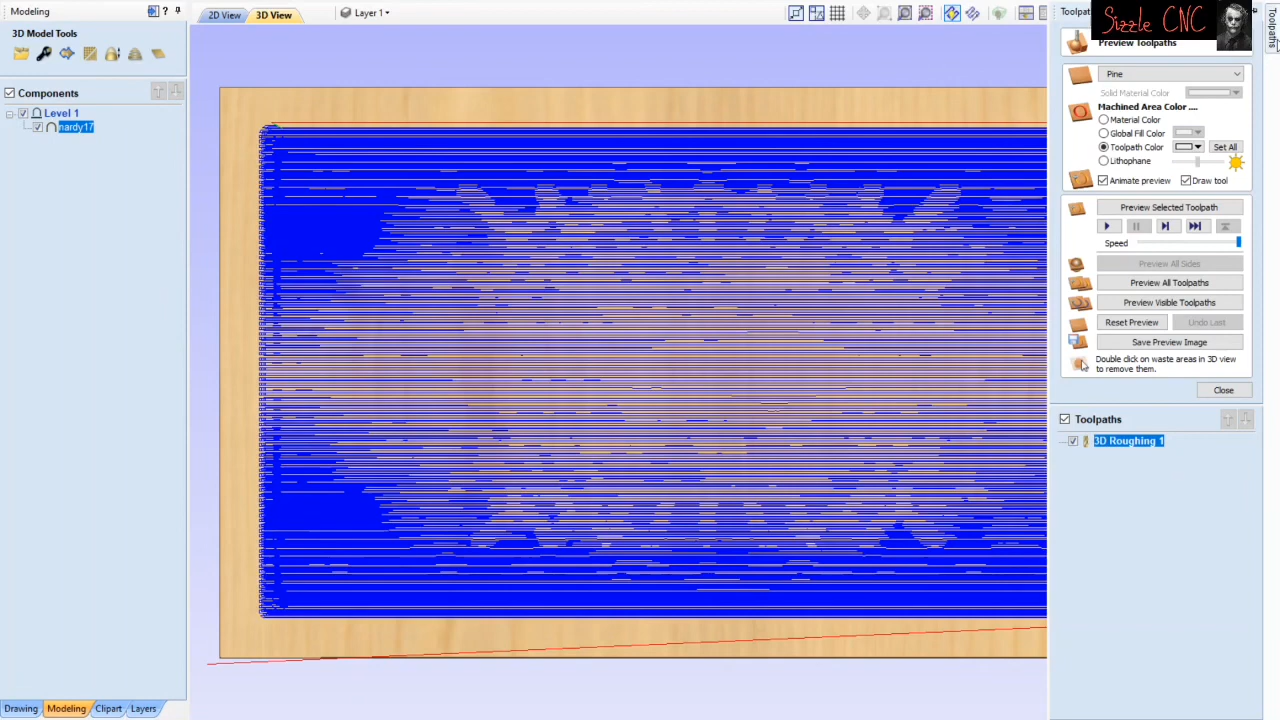 Modeling
?
3D Model Tools
Components
Level 1
nardy17
Drawing
Modeling
Clipart
Layers
2D View
3D View
Layer 1
Sizzle CNC
Preview Toolpaths
Pine
Solid Material Color
Machined Area Color ....
Material Color
Global Fill Color
Toolpath Color
Set All
Lithophane
Animate preview
Draw tool
Preview Selected Toolpath
Speed
Preview All Sides
Preview All Toolpaths
Preview Visible Toolpaths
Reset Preview
Undo Last
Save Preview Image
Double click on waste areas in 3D view
to remove them.
Close
Toolpaths
3D Roughing 1
Toolpaths